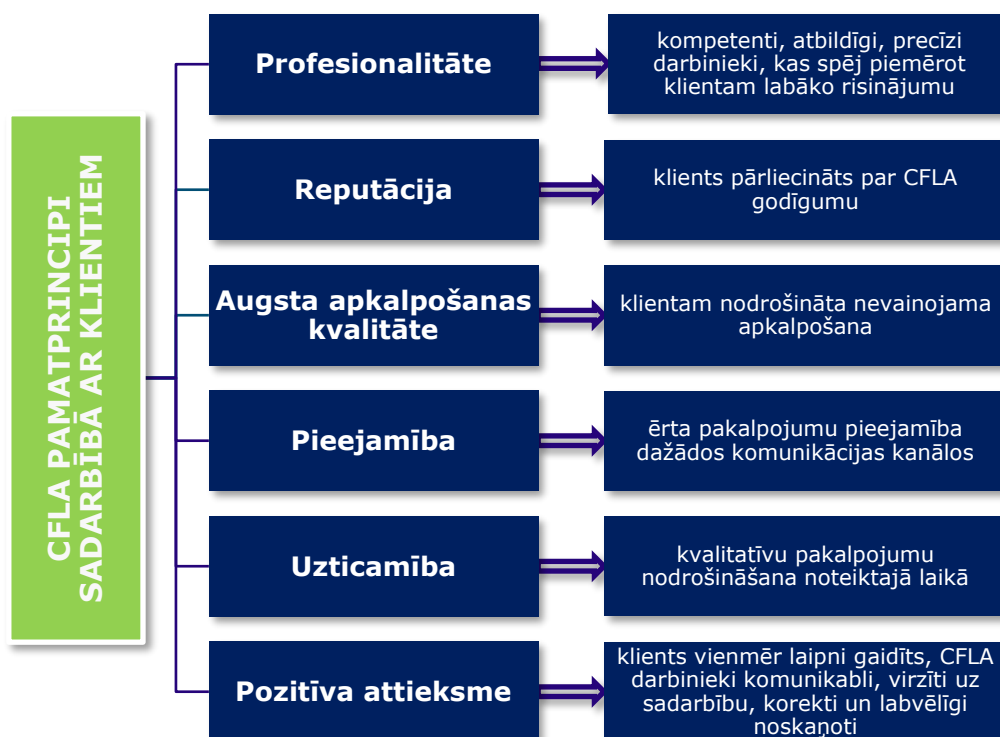 CFLA PAMATPRINCIPI
SADARBĪBĀ AR KLIENTIEM
Profesionalitāte
kompetenti, atbildīgi, precīzi
darbinieki, kas spēj piemērot
klientam labāko risinājumu
Reputācija
klients pārliecināts par CFLA
godīgumu
Augsta apkalpošanas
kvalitāte
klientam nodrošināta nevainojama
apkalpošana
Pieejamība
ērta pakalpojumu pieejamība
dažādos komunikācijas kanālos
Uzticamība
kvalitatīvu pakalpojumu
nodrošināšana noteiktajā laikā
Pozitīva attieksme
klients vienmēr laipni gaidīts, CFLA
darbinieki komunikabli, virzīti uz
sadarbību, korekti un labvēlīgi
noskaņoti